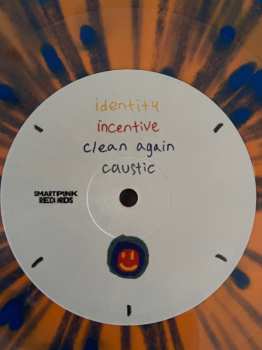 identity
incentive
clean again
caustic
SMARTPUNK
RECORDS